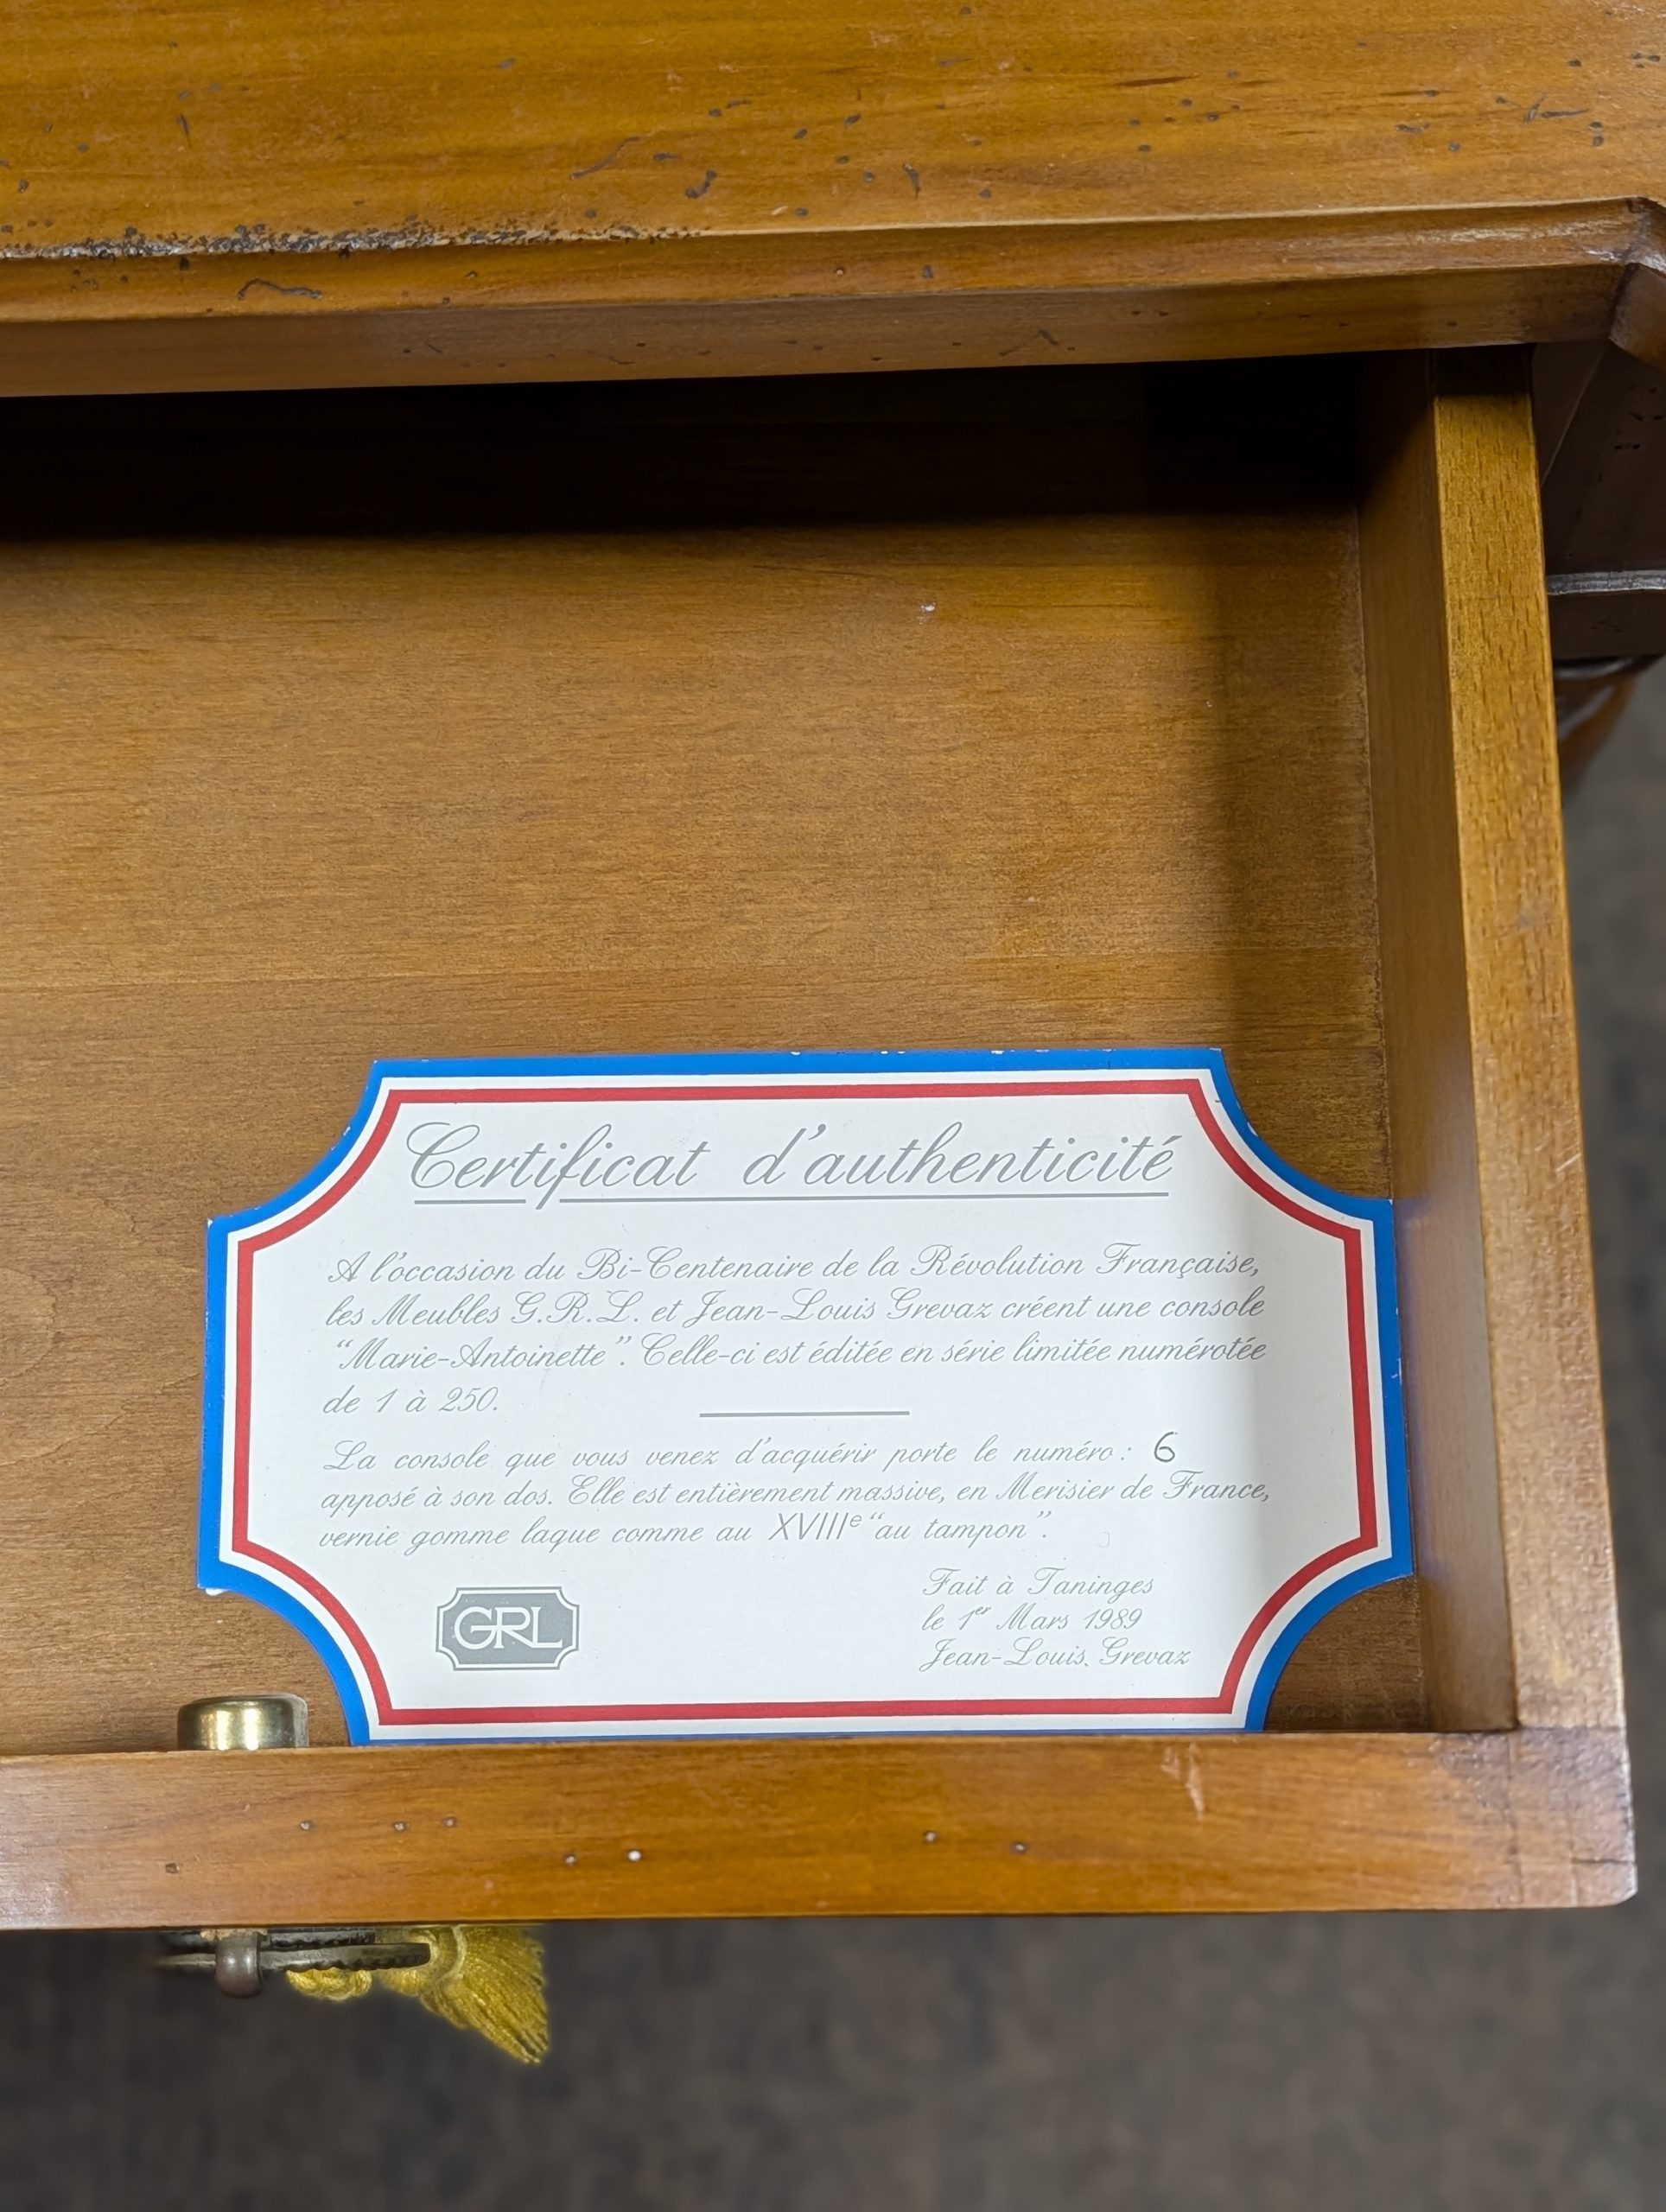 Certificat d'authenticité
A l'occasion du Bi-Centenaire de la Révolution Française,
les Meubles G.R.L. et Jean-Louis Grevaz créent une console
“Marie-Antoinette”. Celle-ci est éditée en série limitée numérotée
de 1 à 250.
La console que vous venez d'acquérir porte le numéro : 6
apposé à son dos. Elle est entièrement massive, en Merisier de France,
vernie gomme laque comme au XVIIIe “au tampon”.
GRL
Fait à Taninges
le 1er Mars 1989
Jean-Louis. Grevaz